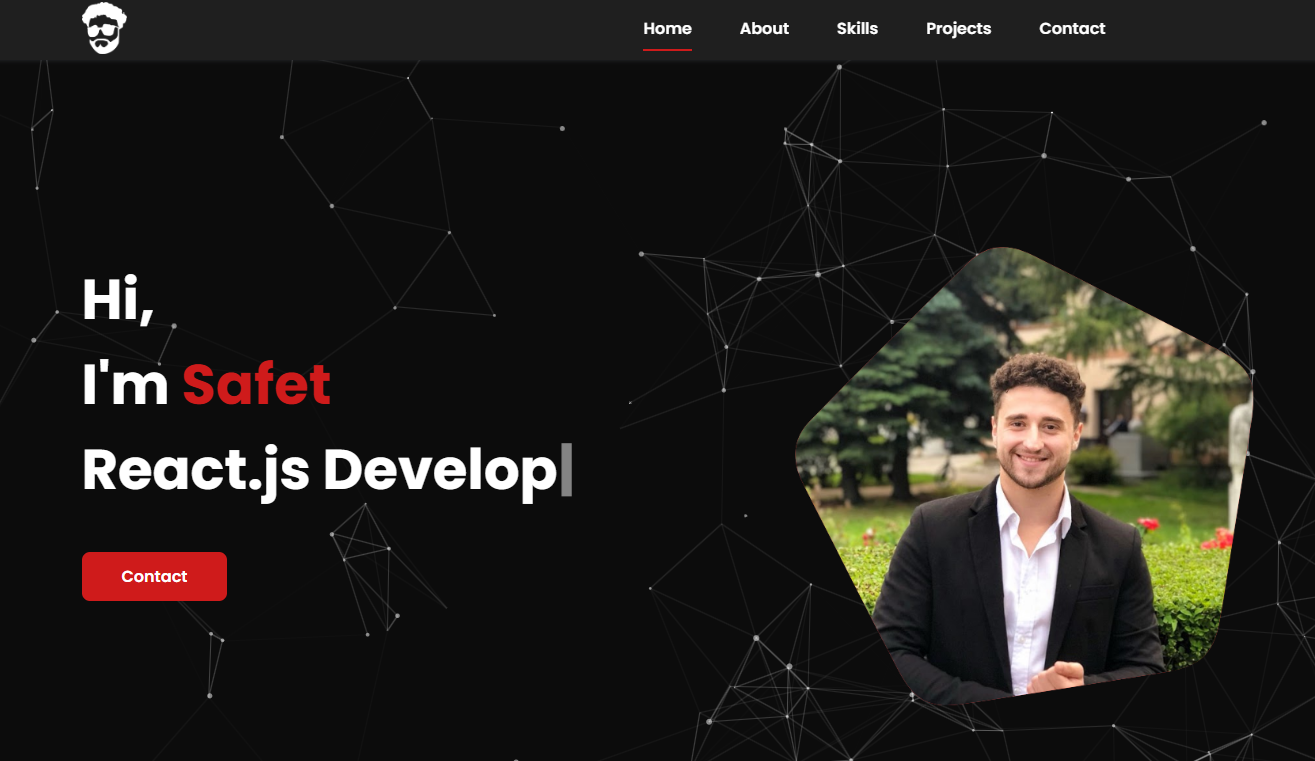 Home About Skills Projects Contact
Hi,
I'm Safet
React.js Develop
Contact